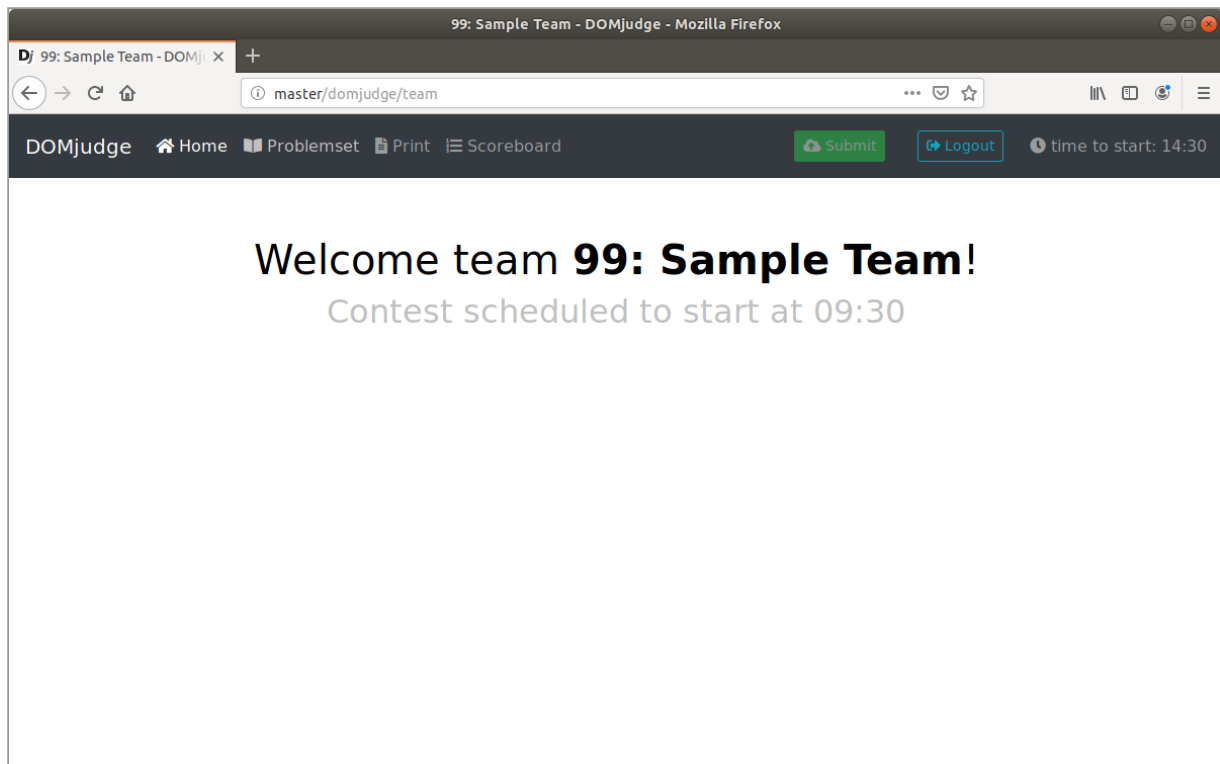 99: Sample Team - DOMjudge - Mozilla Firefox
Dj 99: Sample Team - DOMj
master/domjudge/team
DOMjudge Home Problemset Print Scoreboard Submit Logout time to start: 14:30
Welcome team 99: Sample Team!
Contest scheduled to start at 09:30